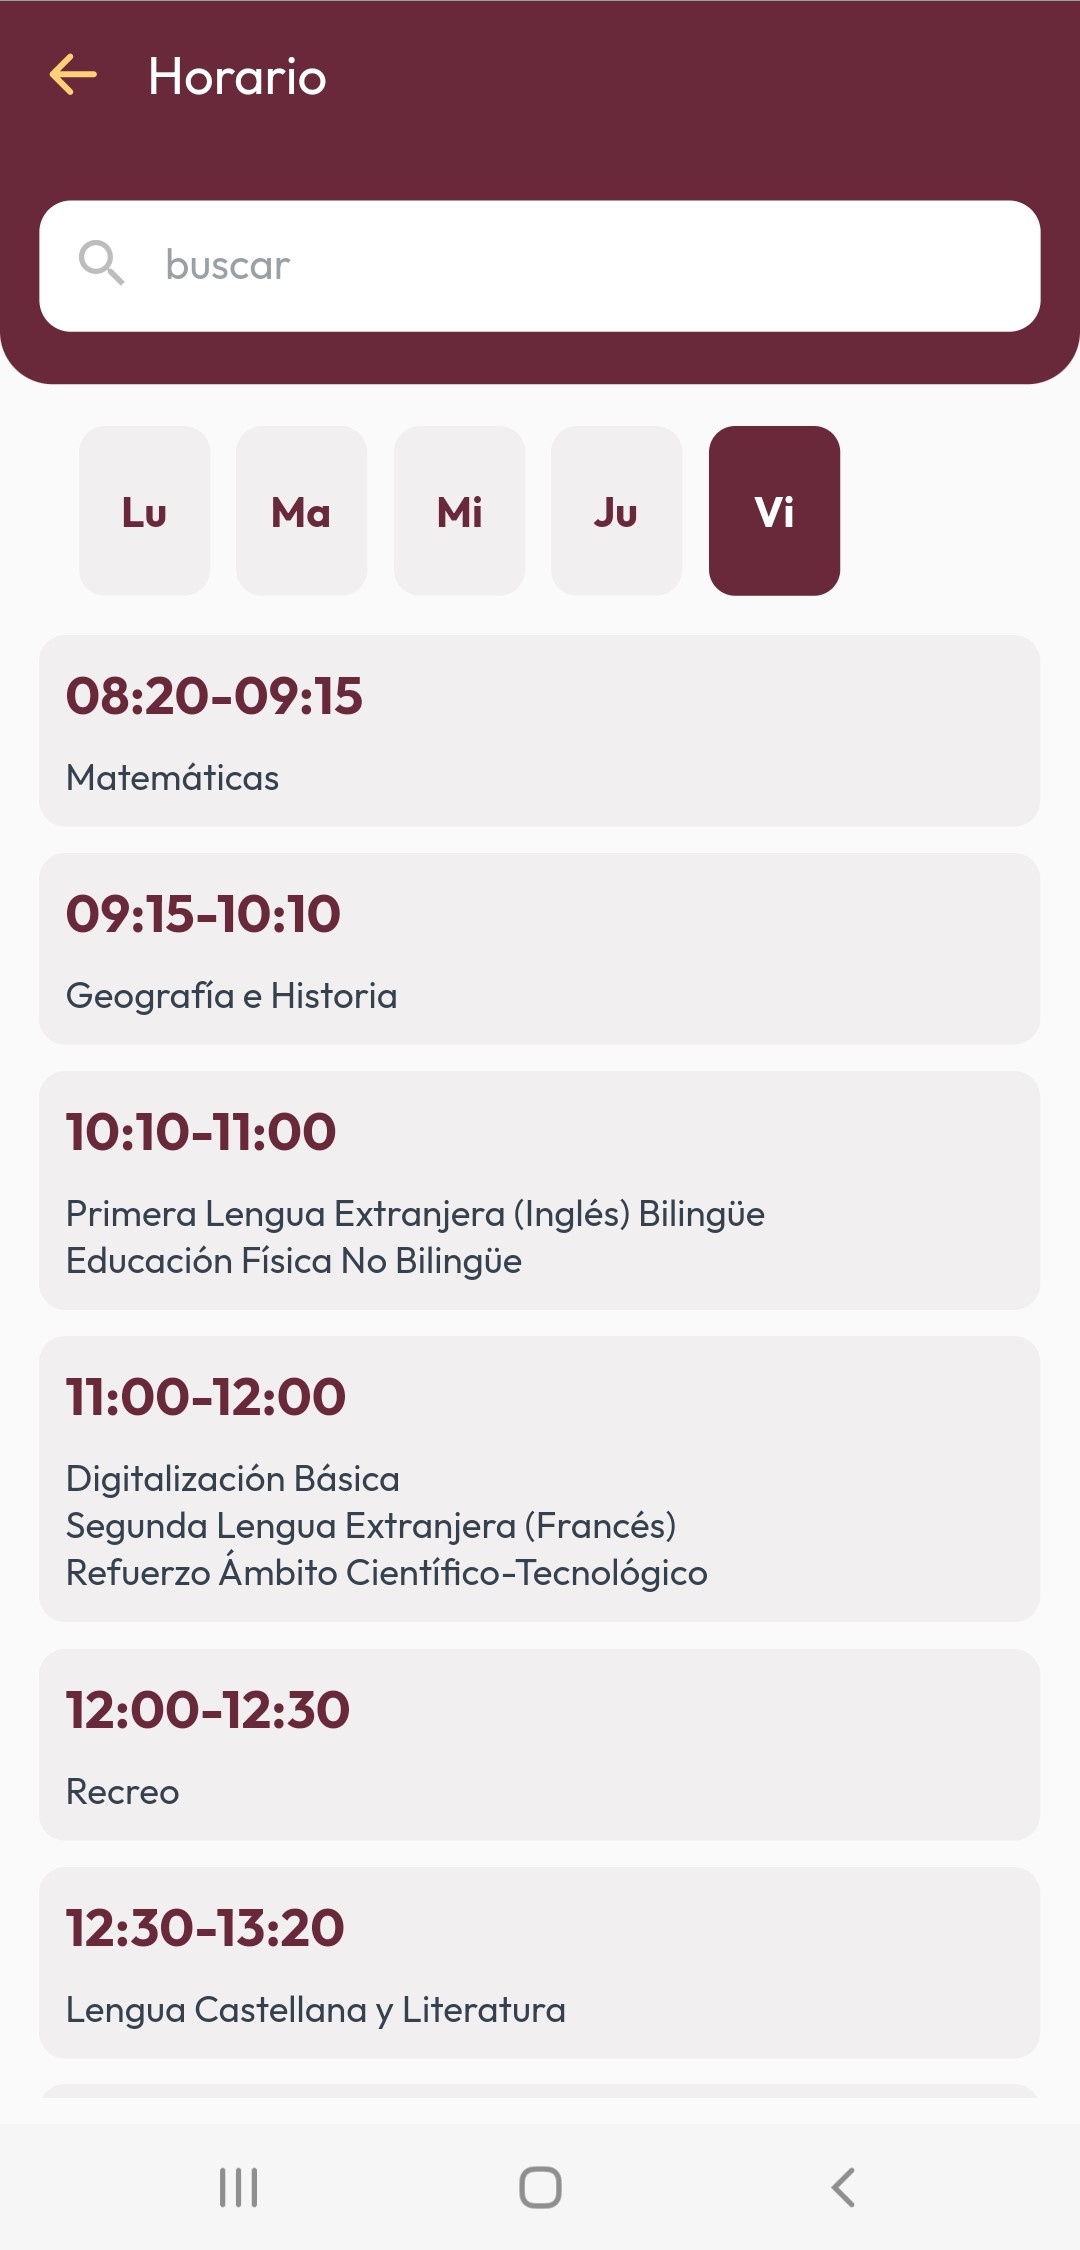 Horario
buscar
Lu Ma Mi Ju Vi
08:20-09:15
Matemáticas
09:15-10:10
Geografía e Historia
10:10-11:00
Primera Lengua Extranjera (Inglés) Bilingüe
Educación Física No Bilingüe
11:00-12:00
Digitalización Básica
Segunda Lengua Extranjera (Francés)
Refuerzo Ámbito Científico-Tecnológico
12:00-12:30
Recreo
12:30-13:20
Lengua Castellana y Literatura